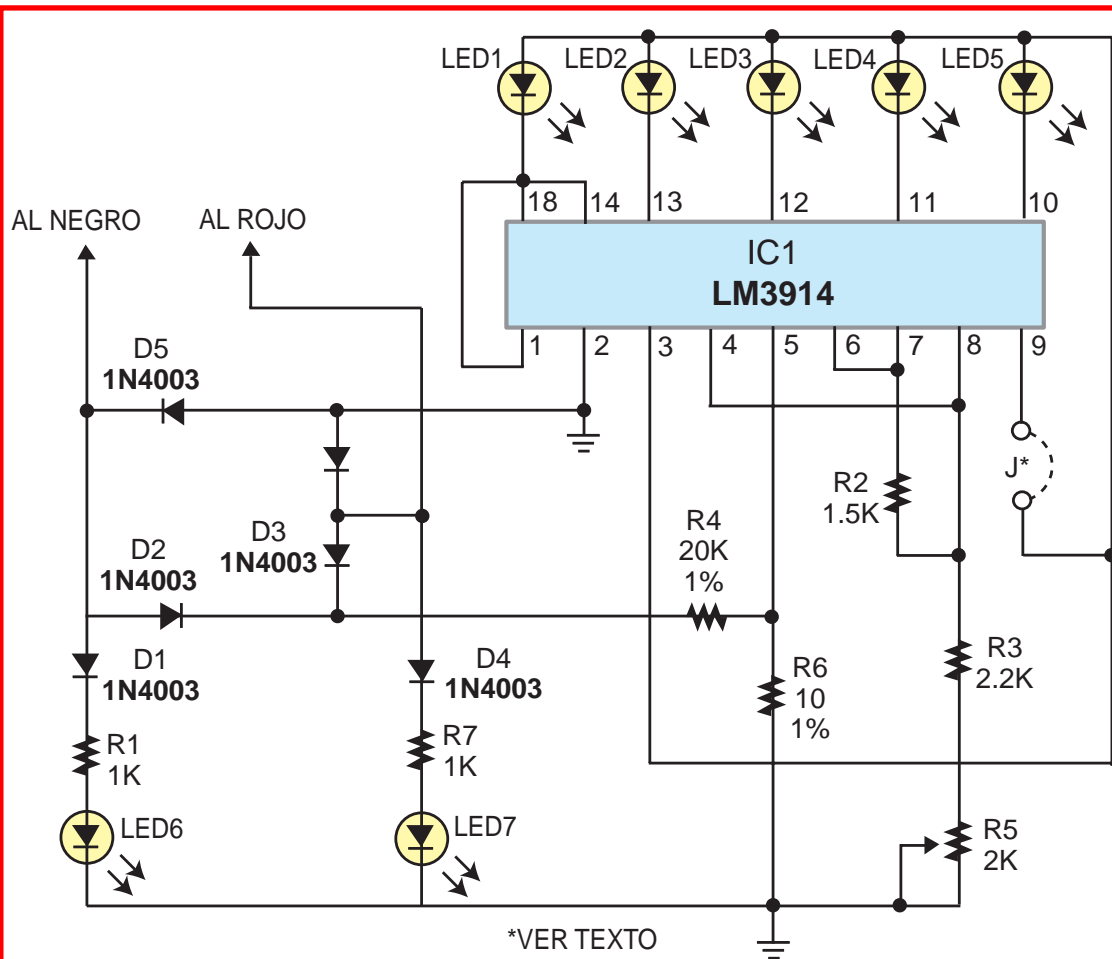 LED1
LED2
LED3
LED4
LED5
18
14
13
12
11
10
AL NEGRO
AL ROJO
IC1
LM3914
1
2
3
4
5
6
7
8
9
D5
1N4003
J*
R2
1.5K
R4
20K
1%
D3
1N4003
D2
1N4003
D1
1N4003
D4
1N4003
R6
10
1%
R3
2.2K
R1
1K
R7
1K
LED6
LED7
R5
2K
*VER TEXTO